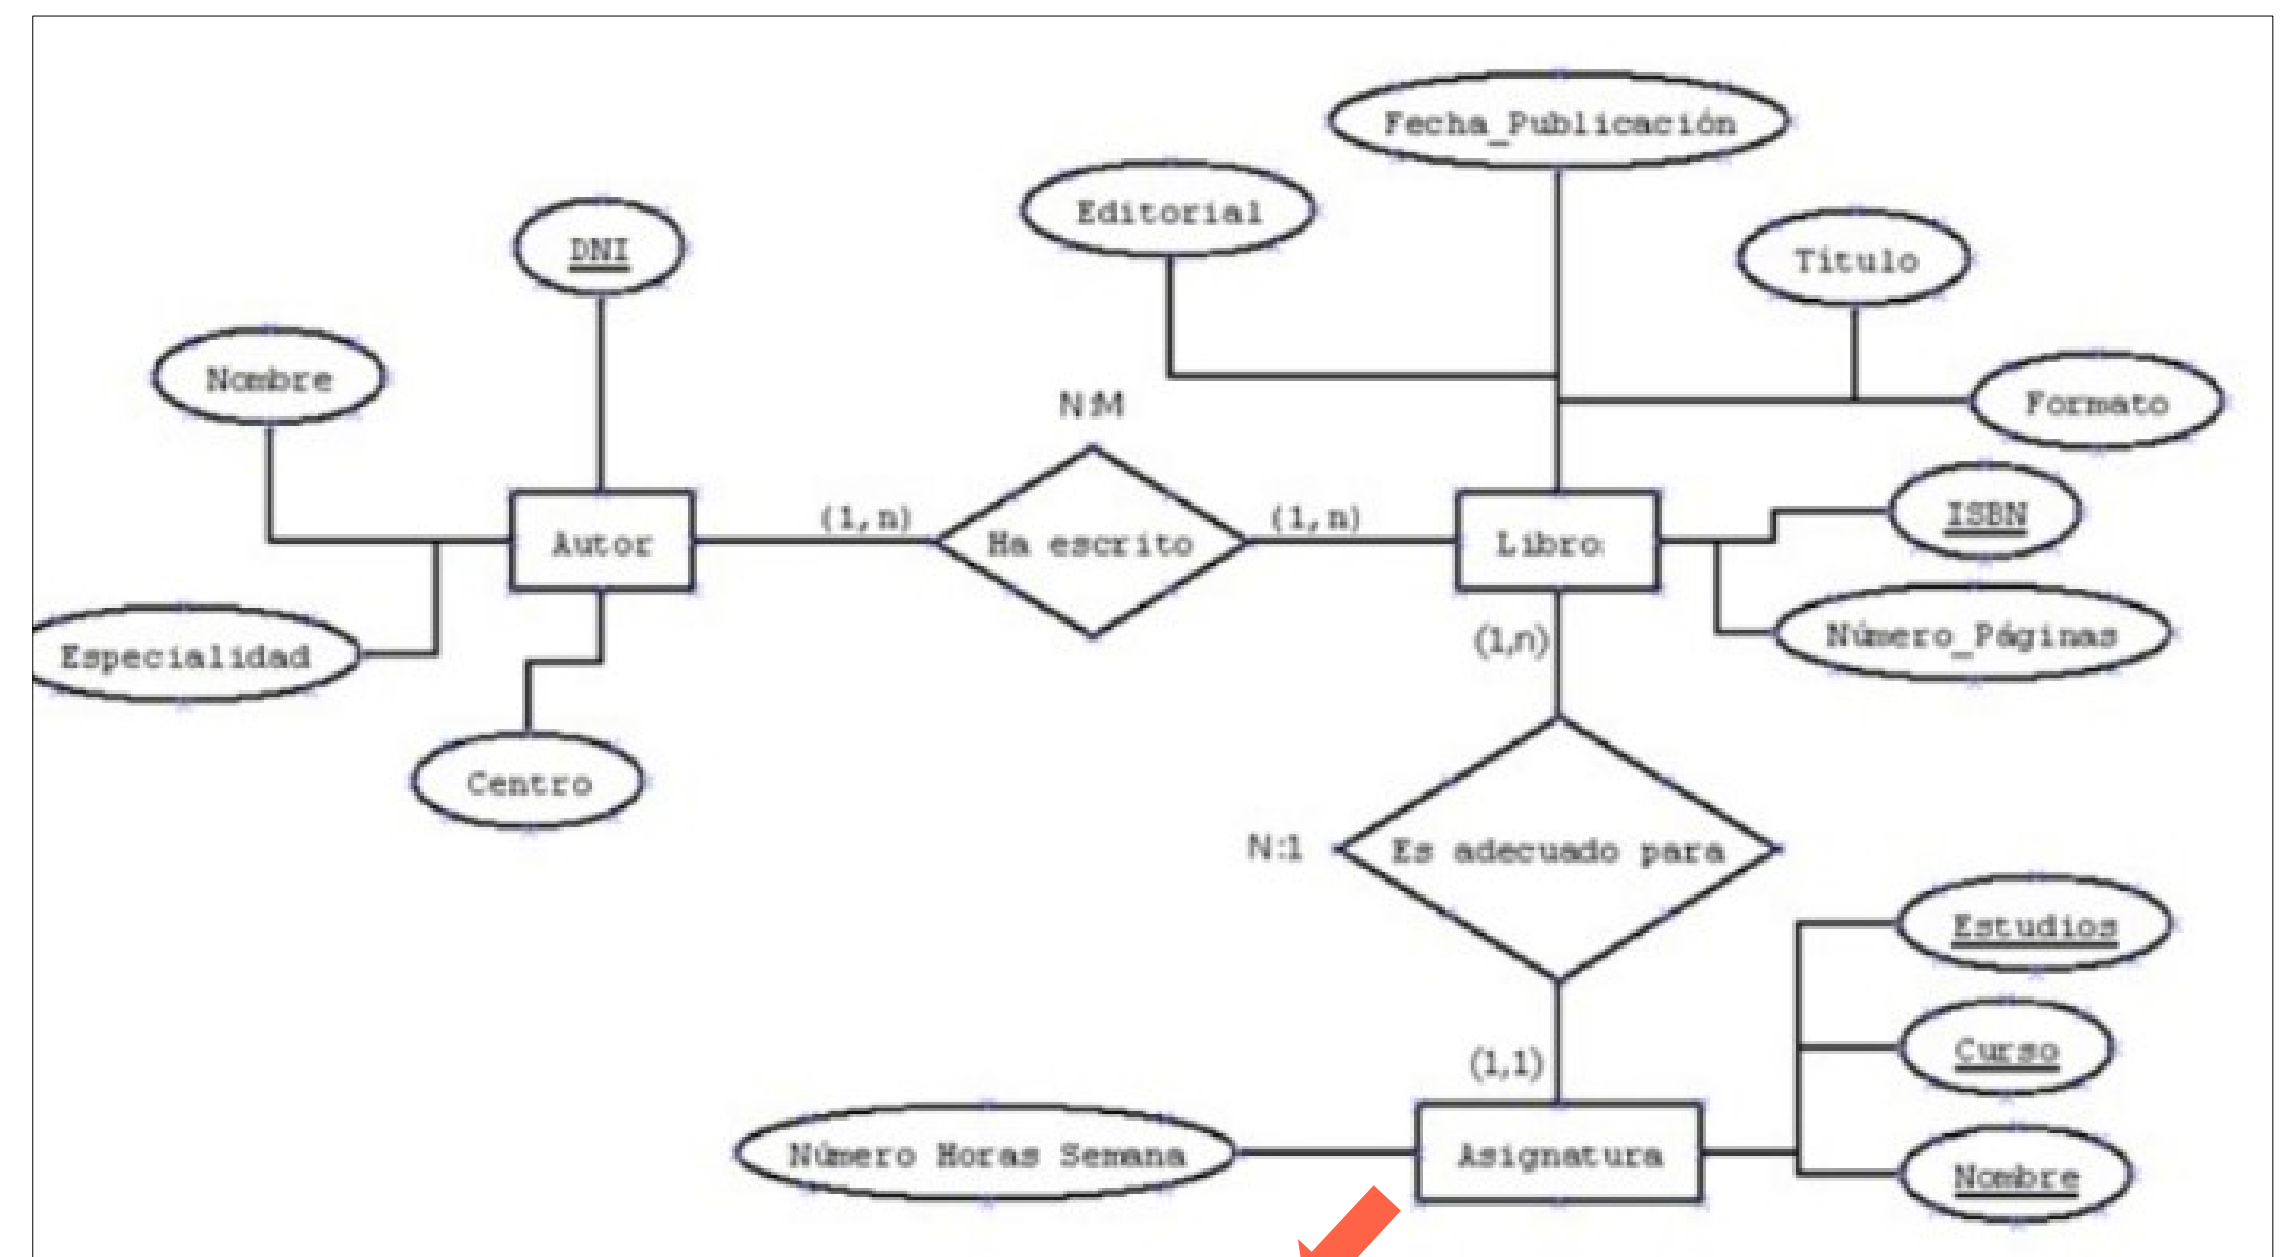 Fecha_Publicación
Editorial
DNI
Título
Nombre
N:M
Formato
(1,n)
(1,n)
ISBN
Autor
Ha escrito
Libro
Número_Páginas
(1,n)
Especialidad
Centro
N:1
Es adecuado para
Estudios
Curso
(1,1)
Número Horas Semana
Asignatura
Nombre